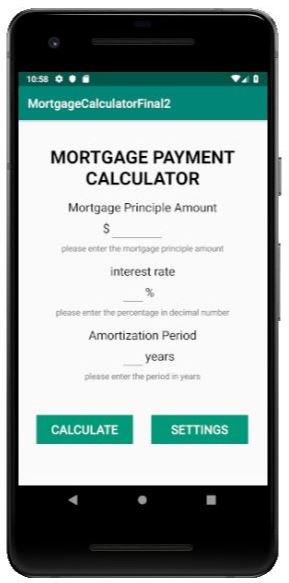 10:58
MortgageCalculatorFinal2
MORTGAGE PAYMENT
CALCULATOR
Mortgage Principle Amount
$
please enter the mortgage principle amount
interest rate
%
please enter the percentage in decimal number
Amortization Period
years
please enter the period in years
CALCULATE SETTINGS